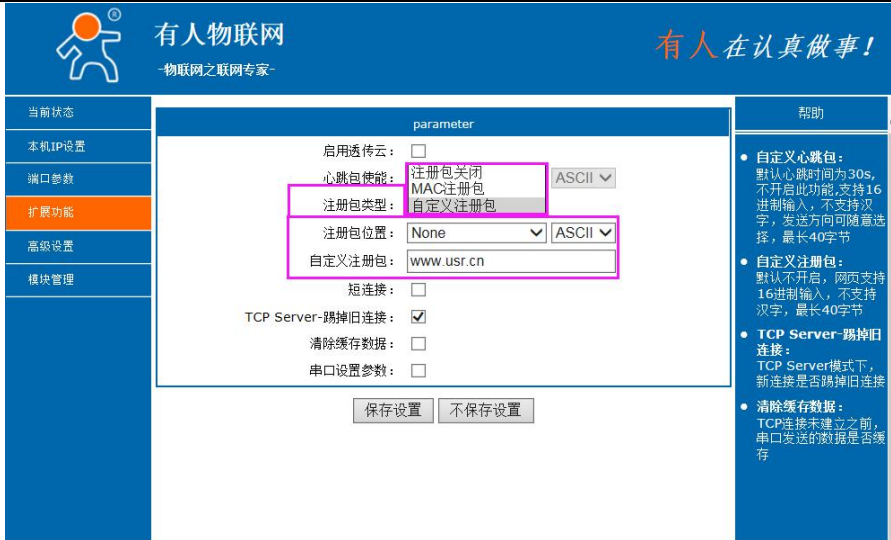 ®
有人物联网
-物联网之联网专家-
有人在认真做事!
当前状态
本机IP设置
端口参数
扩展功能
高级设置
模块管理
parameter
启用透传云:
心跳包使能:
注册包关闭
MAC注册包
自定义注册包
ASCII
注册包类型:
注册包位置: None ASCII
自定义注册包: www.usr.cn
短连接:
TCP Server-踢掉旧连接:
清除缓存数据:
串口设置参数:
保存设置 不保存设置
帮助
自定义心跳包:
默认心跳时间为30s,
不开启此功能,支持16
进制输入，不支持汉
字，发送方向可随意选
择，最长40字节
自定义注册包:
默认不开启，网页支持
16进制输入，不支持
汉字，最长40字节
TCP Server-踢掉旧
连接:
TCP Server模式下，
新连接是否踢掉旧连接
清除缓存数据:
TCP连接未建立之前，
串口发送的数据是否缓
存